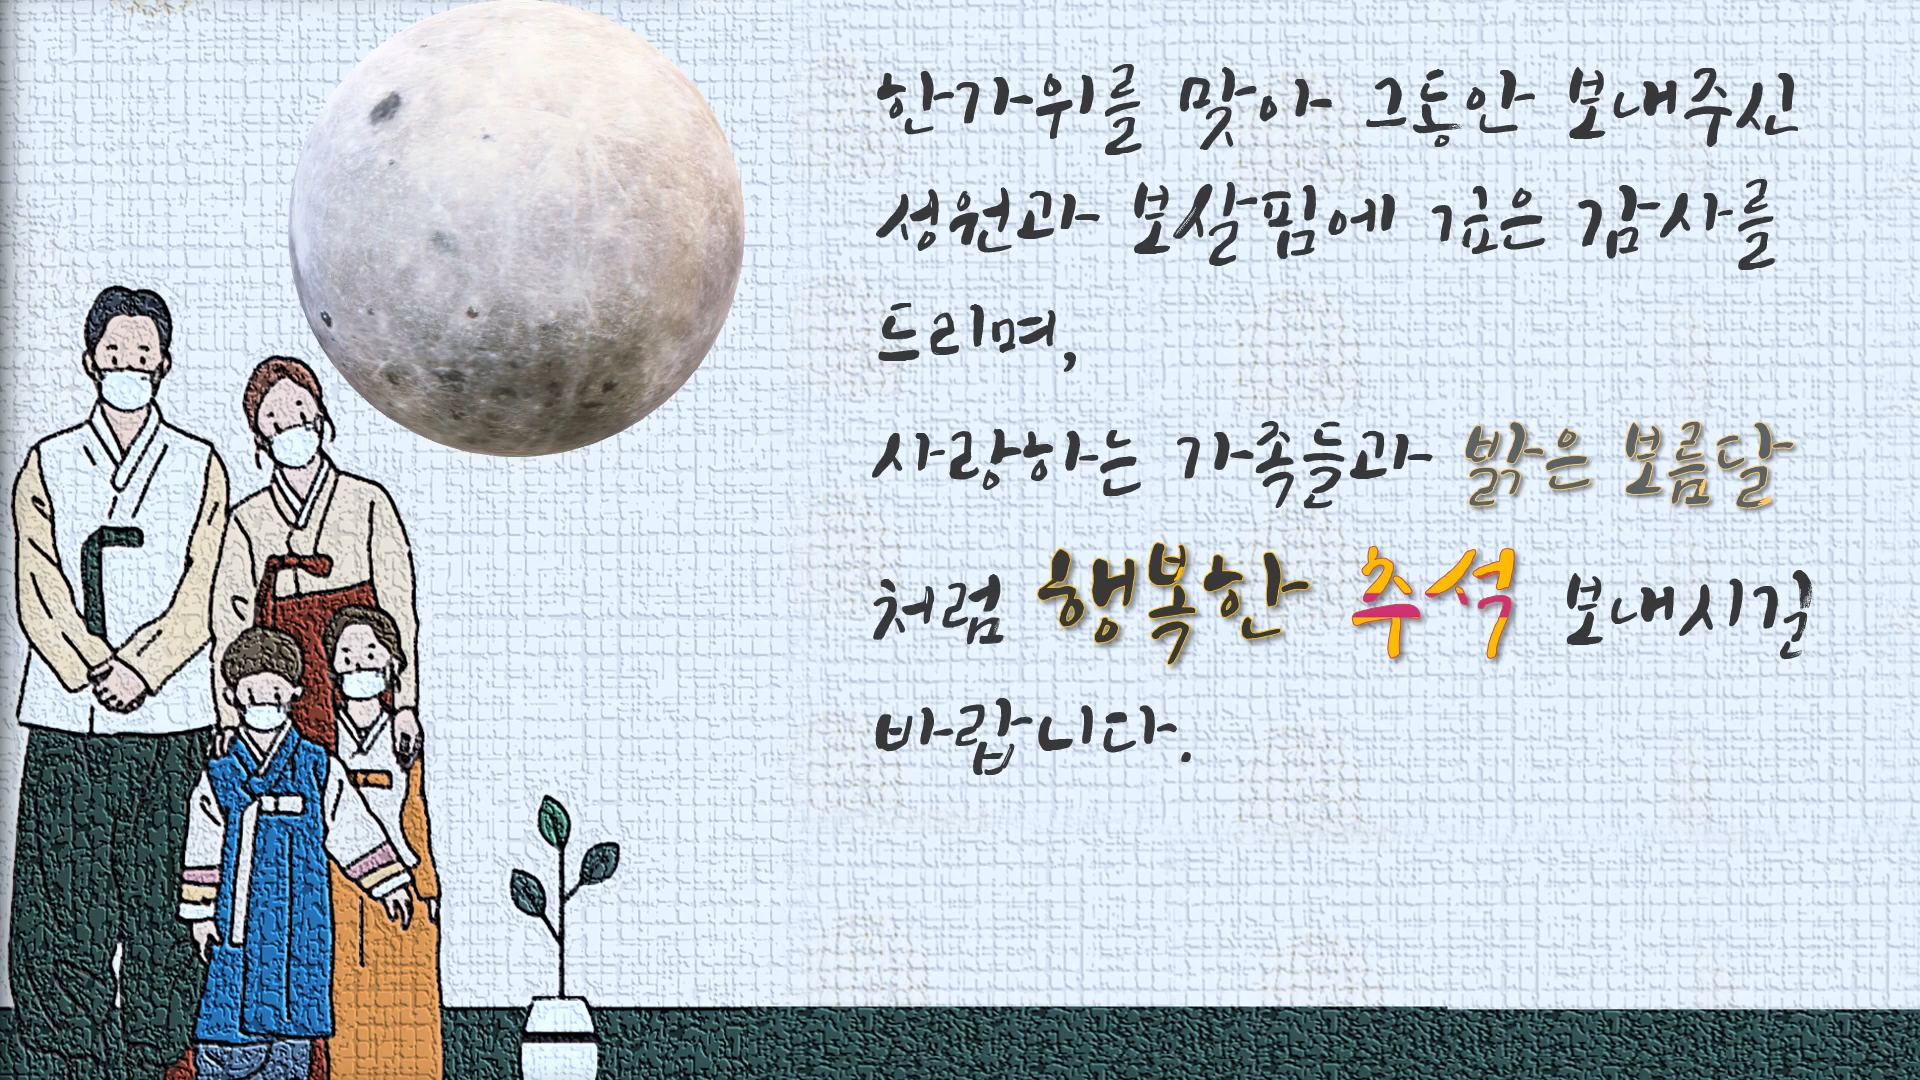 한가위를 맞아 그동안 보내주신
성원과 보살핌에 깊은 감사를
드리며,
사랑하는 가족들과 밝은 보름달
처럼 행복한 추석 보내시길
바랍니다.